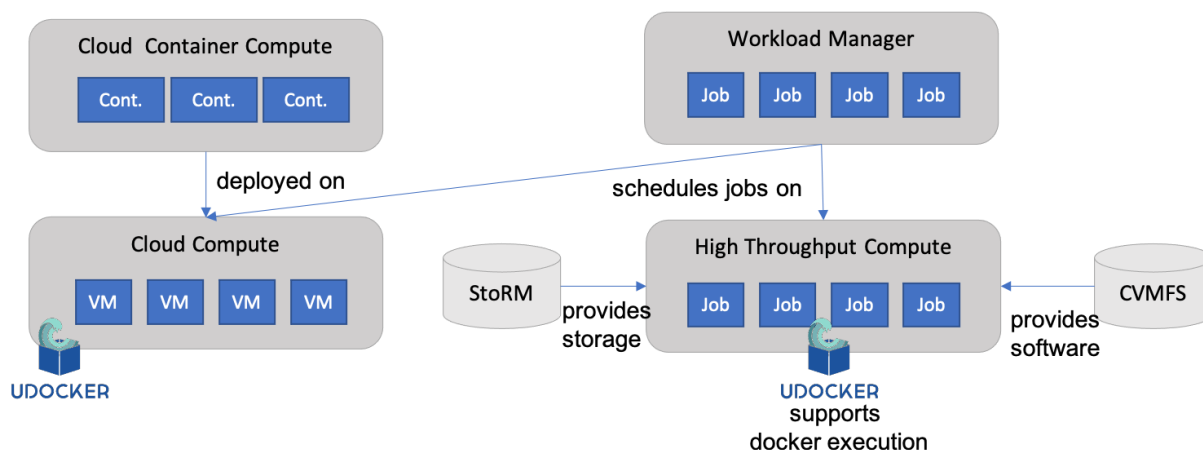 Cloud Container Compute
Cont. Cont. Cont.
Workload Manager
Job Job Job Job
deployed on
schedules jobs on
Cloud Compute
VM VM VM VM
UDOCKER
StoRM
provides
storage
High Throughput Compute
Job Job Job Job
UDOCKER
supports
docker execution
CVMFS
provides
software